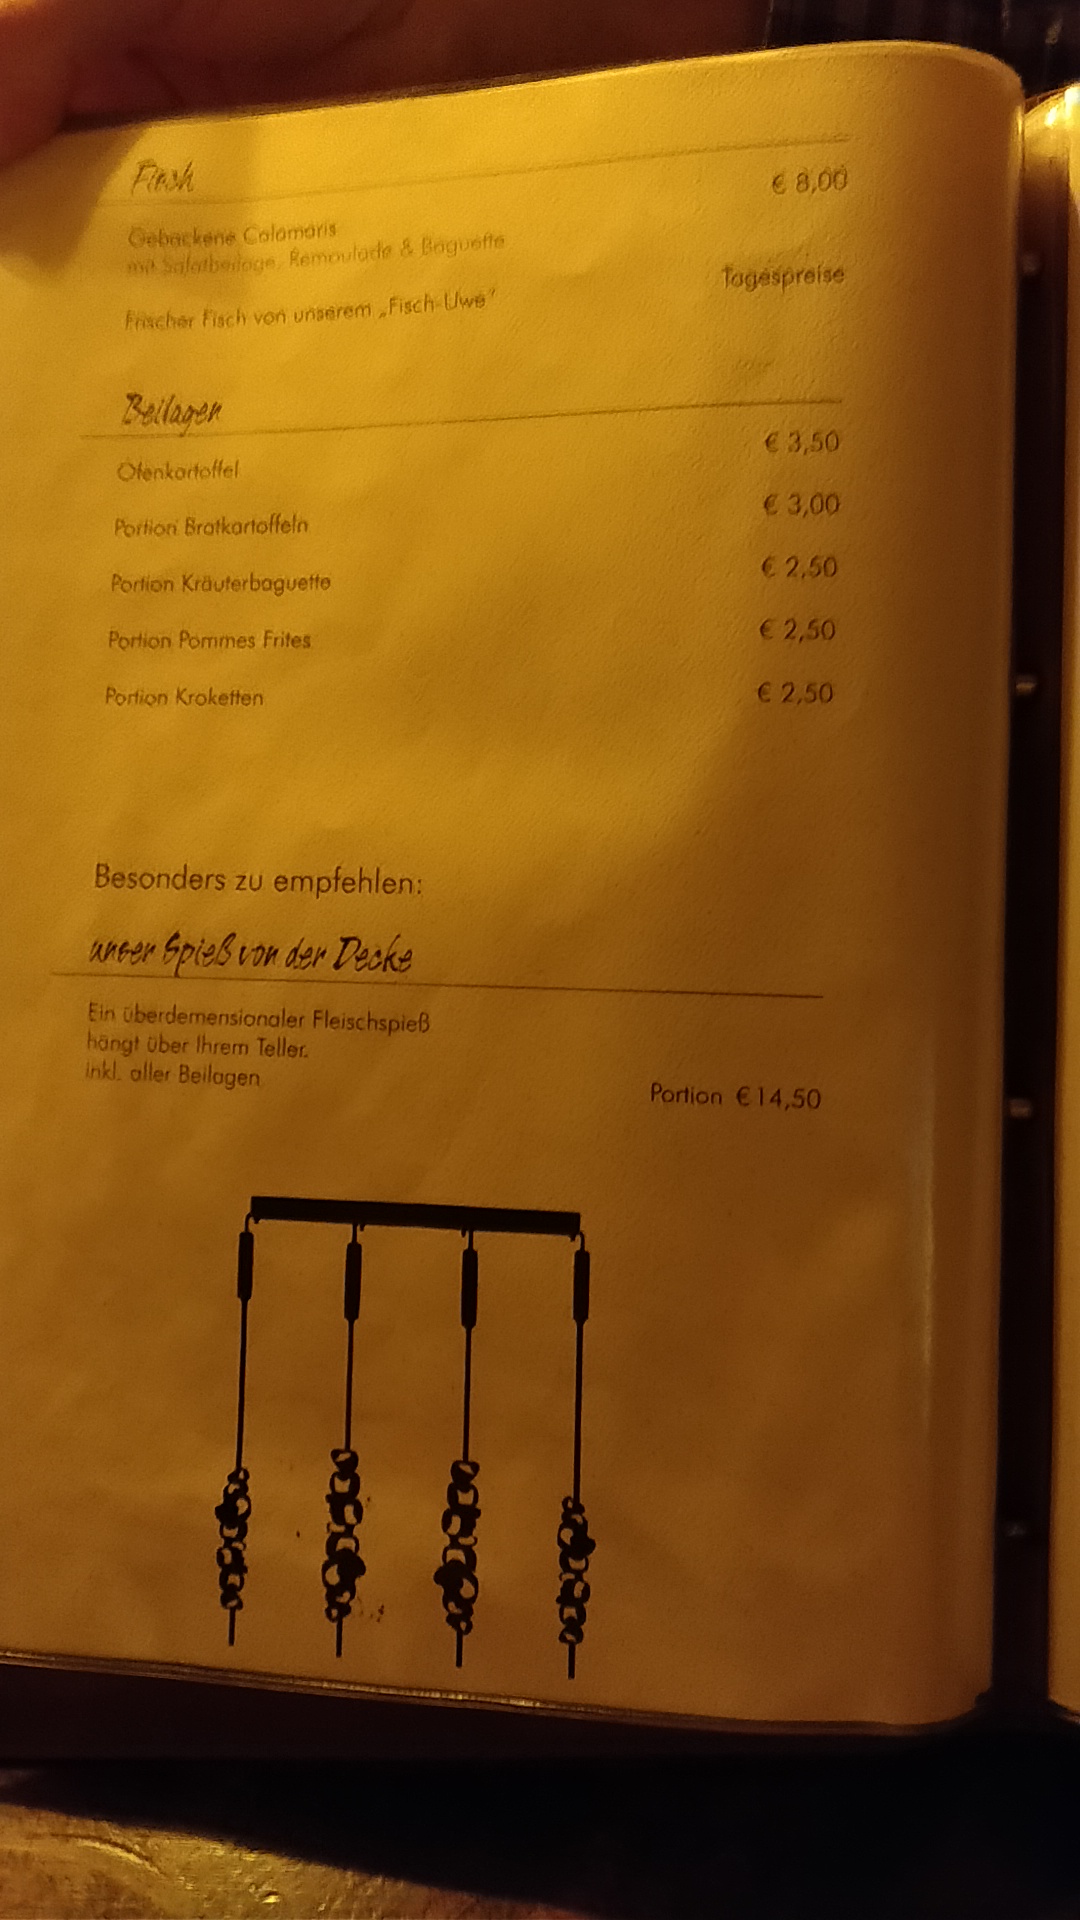 Fisch
€ 8,00
Gebackene Calamaris
mit Salatbeilage, Remoulade & Baguette
Tagespreise
Frischer Fisch von unserem „Fisch-Uwe"
Beilagen
Ofenkartoffel
€ 3,50
Portion Bratkartoffeln
€ 3,00
Portion Kräuterbaguette
€ 2,50
Portion Pommes Frites
€ 2,50
Portion Kroketten
€ 2,50
Besonders zu empfehlen:
unser Spieß von der Decke
Ein überdemensionaler Fleischspieß
hängt über Ihrem Teller.
inkl. aller Beilagen
Portion €14,50